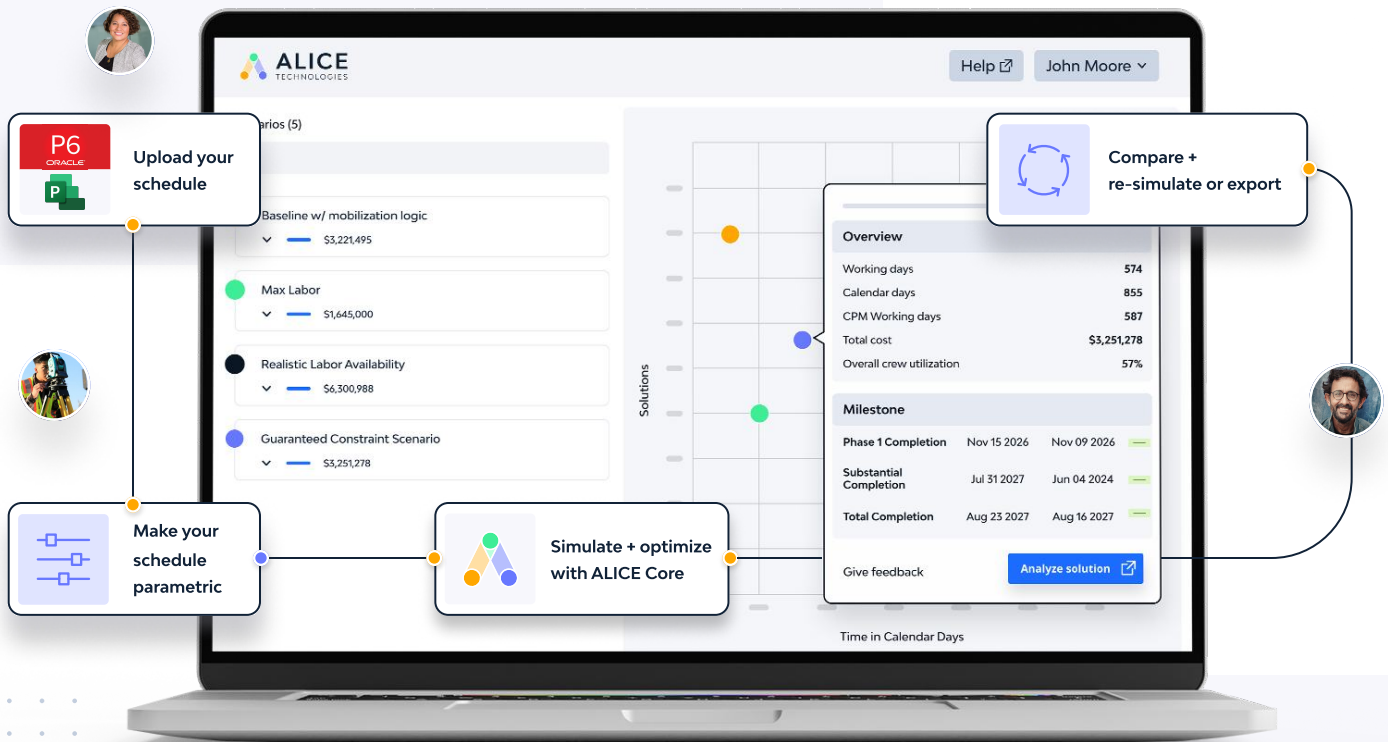 ALICE
TECHNOLOGIES
Help
John Moore
P6
ORACLE
P
Upload your
schedule
arios (5)
Baseline w/ mobilization logic
$3,221,495
Max Labor
$1,645,000
Realistic Labor Availability
$6,300,988
Guaranteed Constraint Scenario
$3,251,278
Make your
schedule
parametric
Simulate + optimize
with ALICE Core
Solutions
Time in Calendar Days
Compare +
re-simulate or export
Overview
Working days 574
Calendar days 855
CPM Working days 587
Total cost $3,251,278
Overall crew utilization 57%
Milestone
Phase 1 Completion Nov 15 2026 Nov 09 2026
Substantial
Completion Jul 31 2027 Jun 04 2024
Total Completion Aug 23 2027 Aug 16 2027
Give feedback
Analyze solution